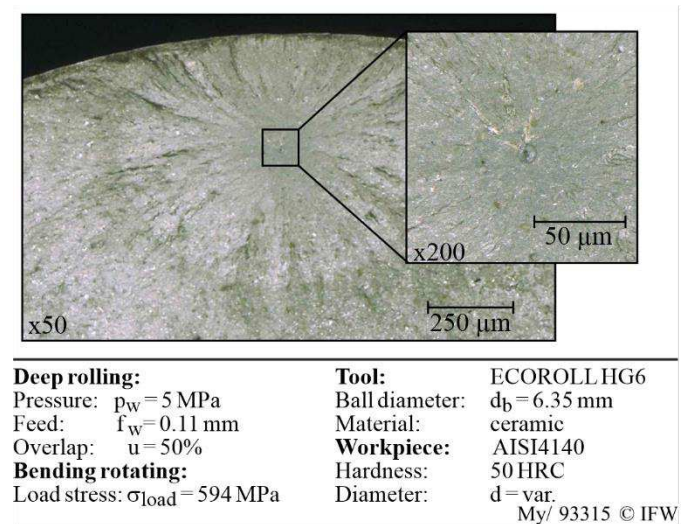 x50
250 µm
x200
50 µm
Deep rolling:
Pressure: pw = 5 MPa
Feed: fw = 0.11 mm
Overlap: u = 50%
Bending rotating:
Load stress: σload = 594 MPa
Tool: ECOROLL HG6
Ball diameter: db = 6.35 mm
Material: ceramic
Workpiece: AISI4140
Hardness: 50 HRC
Diameter: d = var.
My/ 93315 © IFW